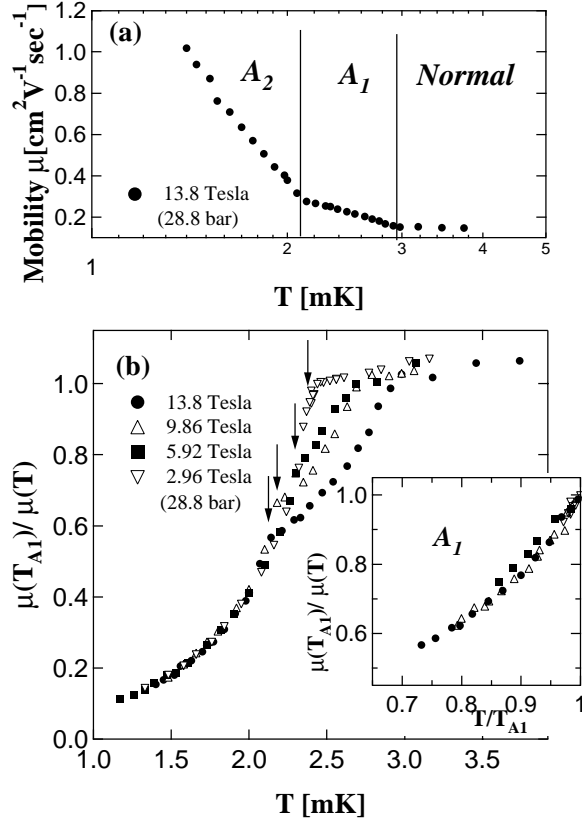 (a)
Mobility μ[cm²V⁻¹sec⁻¹]
1.2
1.0
0.8
0.6
0.4
0.2
A₂
A₁
Normal
13.8 Tesla
(28.8 bar)
1
2
3
4
5
2
3
4
T [mK]
(b)
μ(T_A1)/ μ(T)
1.0
0.8
0.6
0.4
0.2
0.0
13.8 Tesla
9.86 Tesla
5.92 Tesla
2.96 Tesla
(28.8 bar)
1.0
1.5
2.0
2.5
3.0
3.5
T [mK]
μ(T_A1)/ μ(T)
1.0
0.8
0.6
A₁
0.7
0.8
0.9
1
T/T_A1